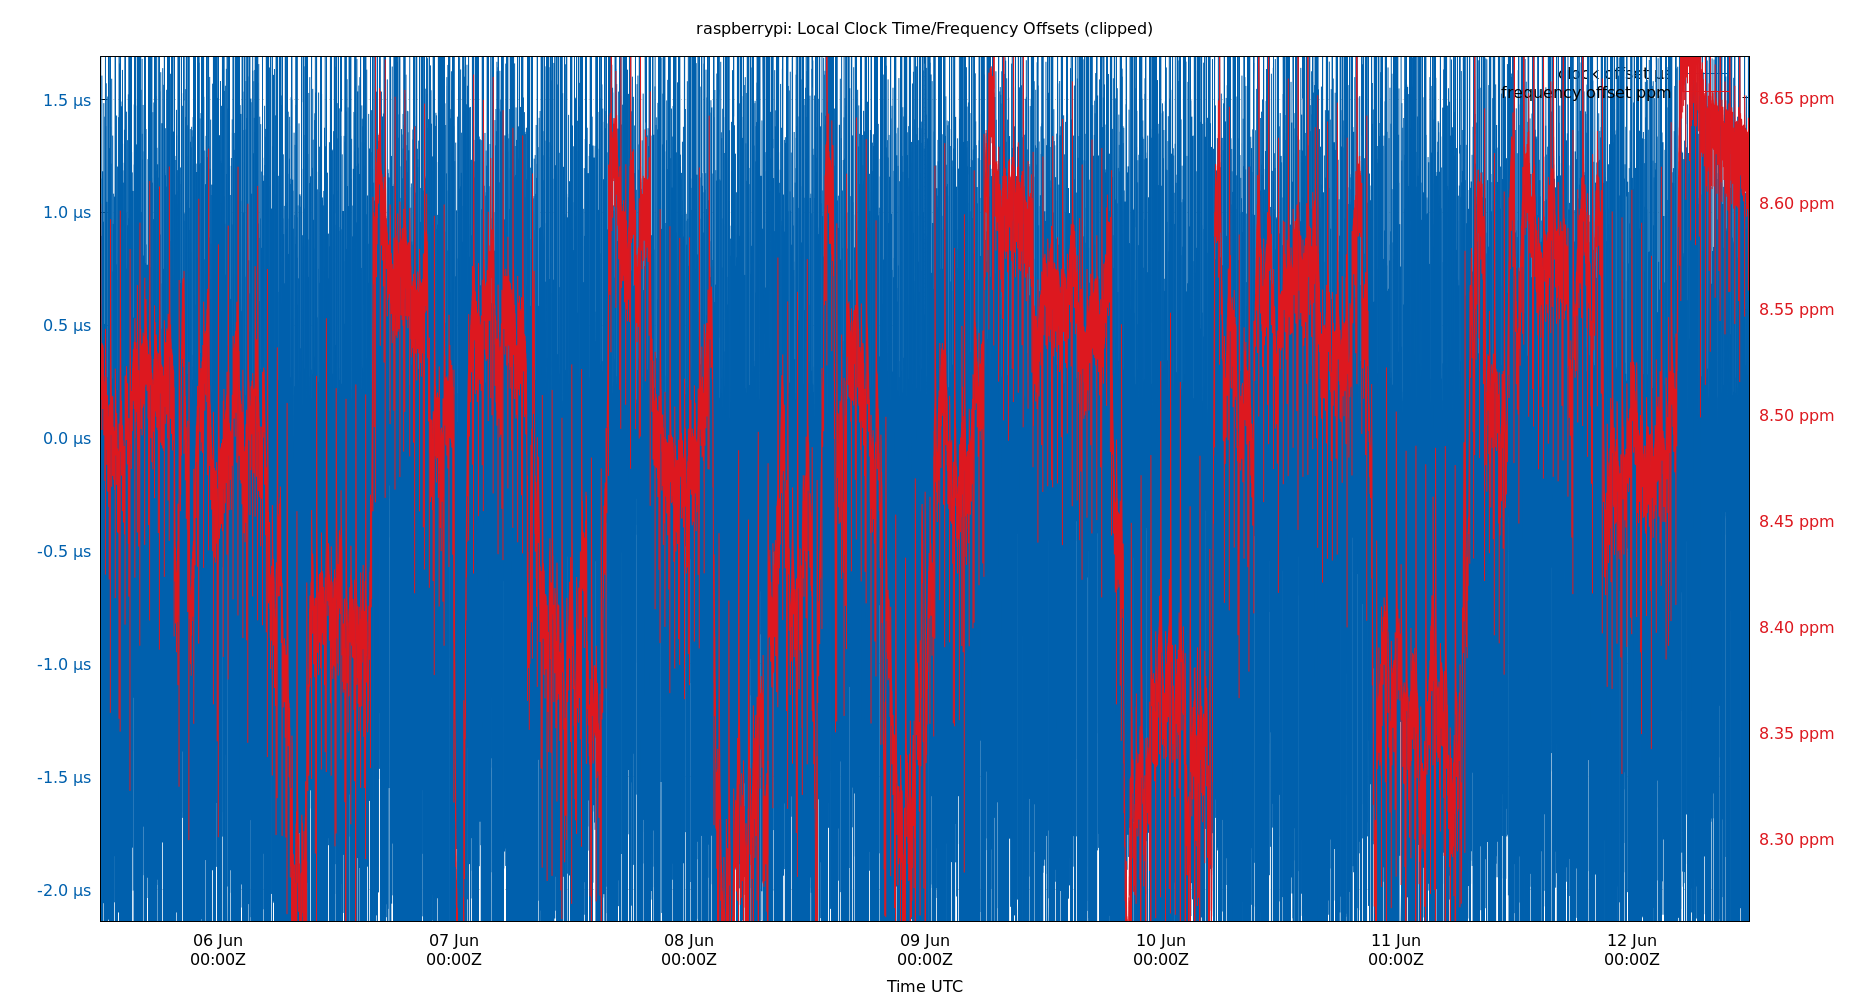 raspberrypi: Local Clock Time/Frequency Offsets (clipped)
clock offset µs
frequency offset ppm
1.5 µs
1.0 µs
0.5 µs
0.0 µs
-0.5 µs
-1.0 µs
-1.5 µs
-2.0 µs
8.65 ppm
8.60 ppm
8.55 ppm
8.50 ppm
8.45 ppm
8.40 ppm
8.35 ppm
8.30 ppm
06 Jun 07 Jun 08 Jun 09 Jun 10 Jun 11 Jun 12 Jun
00:00Z 00:00Z 00:00Z 00:00Z 00:00Z 00:00Z 00:00Z
Time UTC